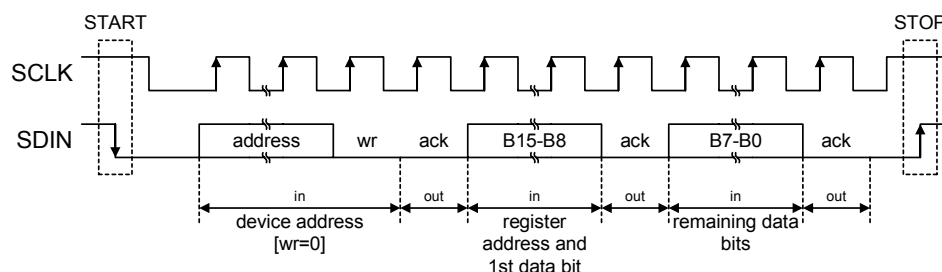 START STOP
SCLK
SDIN address wr ack B15-B8 ack B7-B0 ack
in out in out in out
device address
[wr=0]
register
address and
1st data bit
remaining data
bits